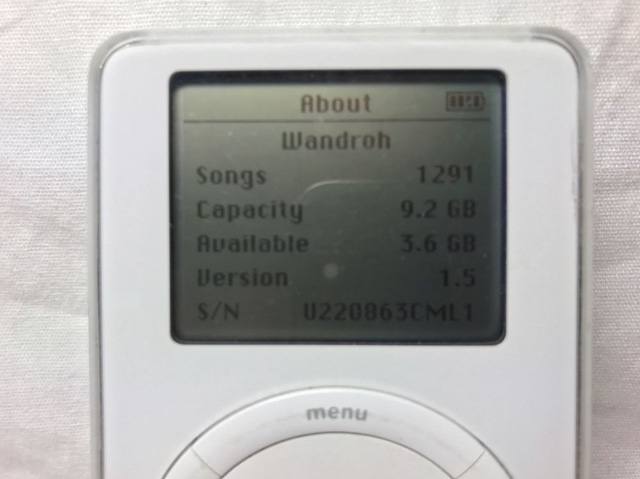 About
Wandroh
Songs 1291
Capacity 9.2 GB
Available 3.6 GB
Version 1.5
S/N U220863CML1
menu